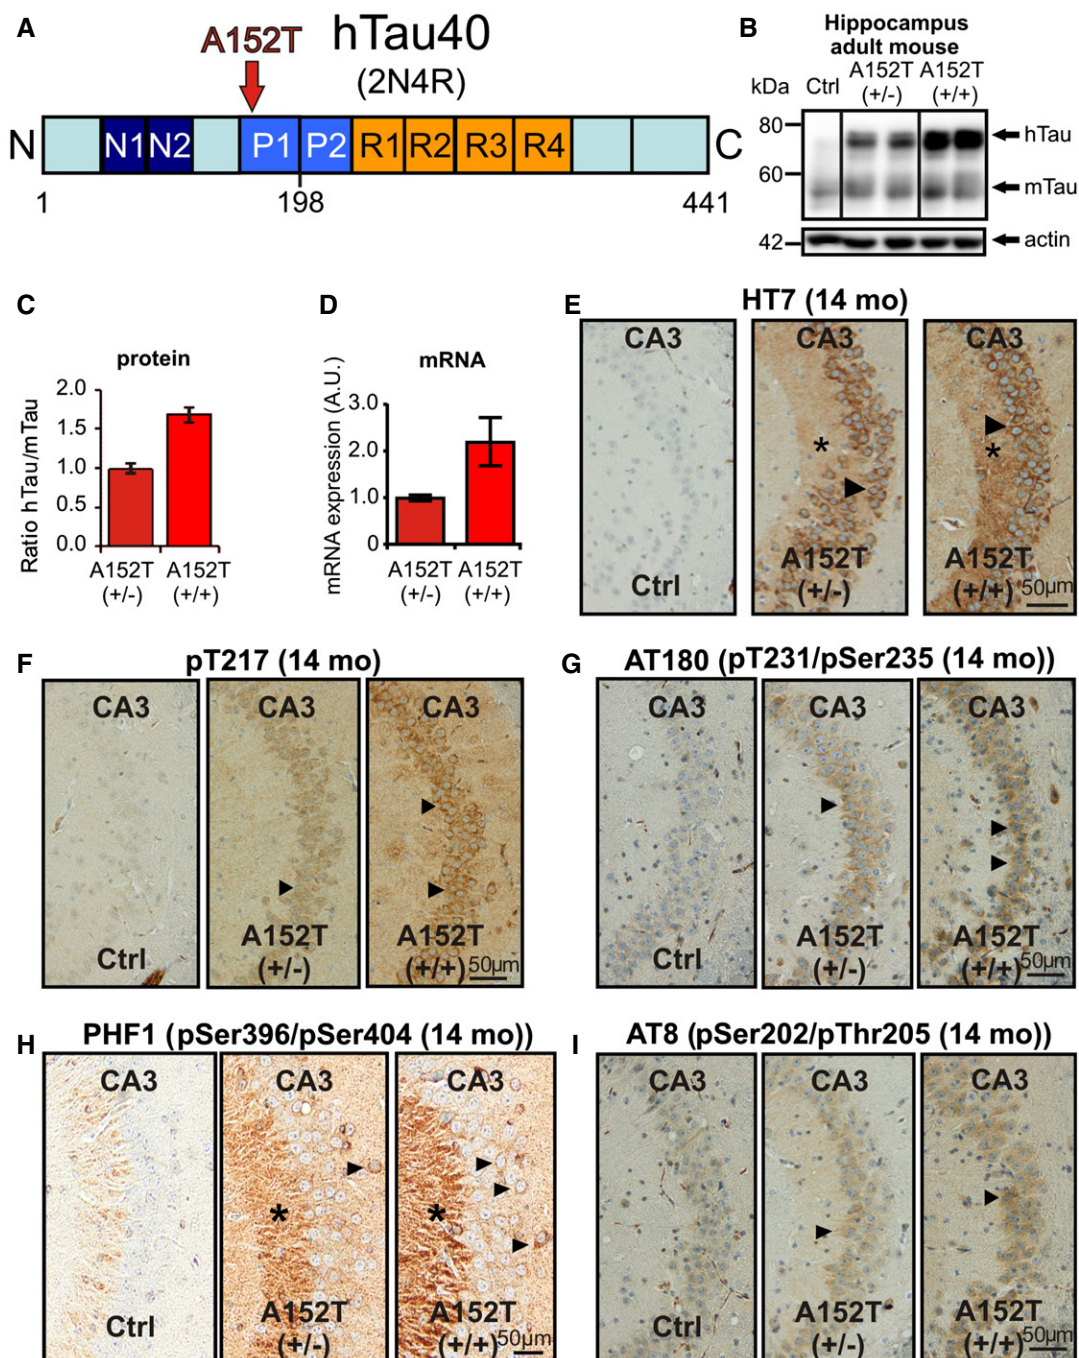 A
A152T
hTau40
(2N4R)
N
N1
N2
P1
P2
R1
R2
R3
R4
C
1
198
441
B
Hippocampus
adult mouse
kDa
Ctrl
A152T
(+/-)
A152T
(+/+)
80
60
42
hTau
mTau
actin
C
protein
Ratio hTau/mTau
2.0
1.5
1.0
0.5
0.0
A152T
(+/-)
A152T
(+/+)
D
mRNA
mRNA expression (A.U.)
3.0
2.0
1.0
0
A152T
(+/-)
A152T
(+/+)
E
HT7 (14 mo)
CA3
Ctrl
CA3
*
A152T
(+/-)
CA3
*
A152T
(+/+)
50µm
F
pT217 (14 mo)
CA3
Ctrl
CA3
A152T
(+/-)
CA3
A152T
(+/+)
50µm
G
AT180 (pT231/pSer235 (14 mo))
CA3
Ctrl
CA3
A152T
(+/-)
CA3
A152T
(+/+)
50µm
H
PHF1 (pSer396/pSer404 (14 mo))
CA3
Ctrl
CA3
*
A152T
(+/-)
CA3
*
A152T
(+/+)
50µm
I
AT8 (pSer202/pThr205 (14 mo))
CA3
Ctrl
CA3
A152T
(+/-)
CA3
A152T
(+/+)
50µm